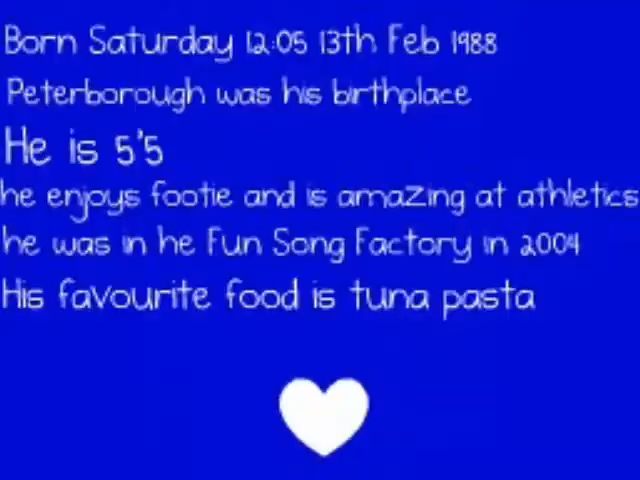 Born Saturday 12:05 13th Feb 1988
Peterborough was his birthplace
He is 5'5
he enjoys footie and is amazing at athletics
he was in he Fun Song Factory in 2004
His favourite food is tuna pasta